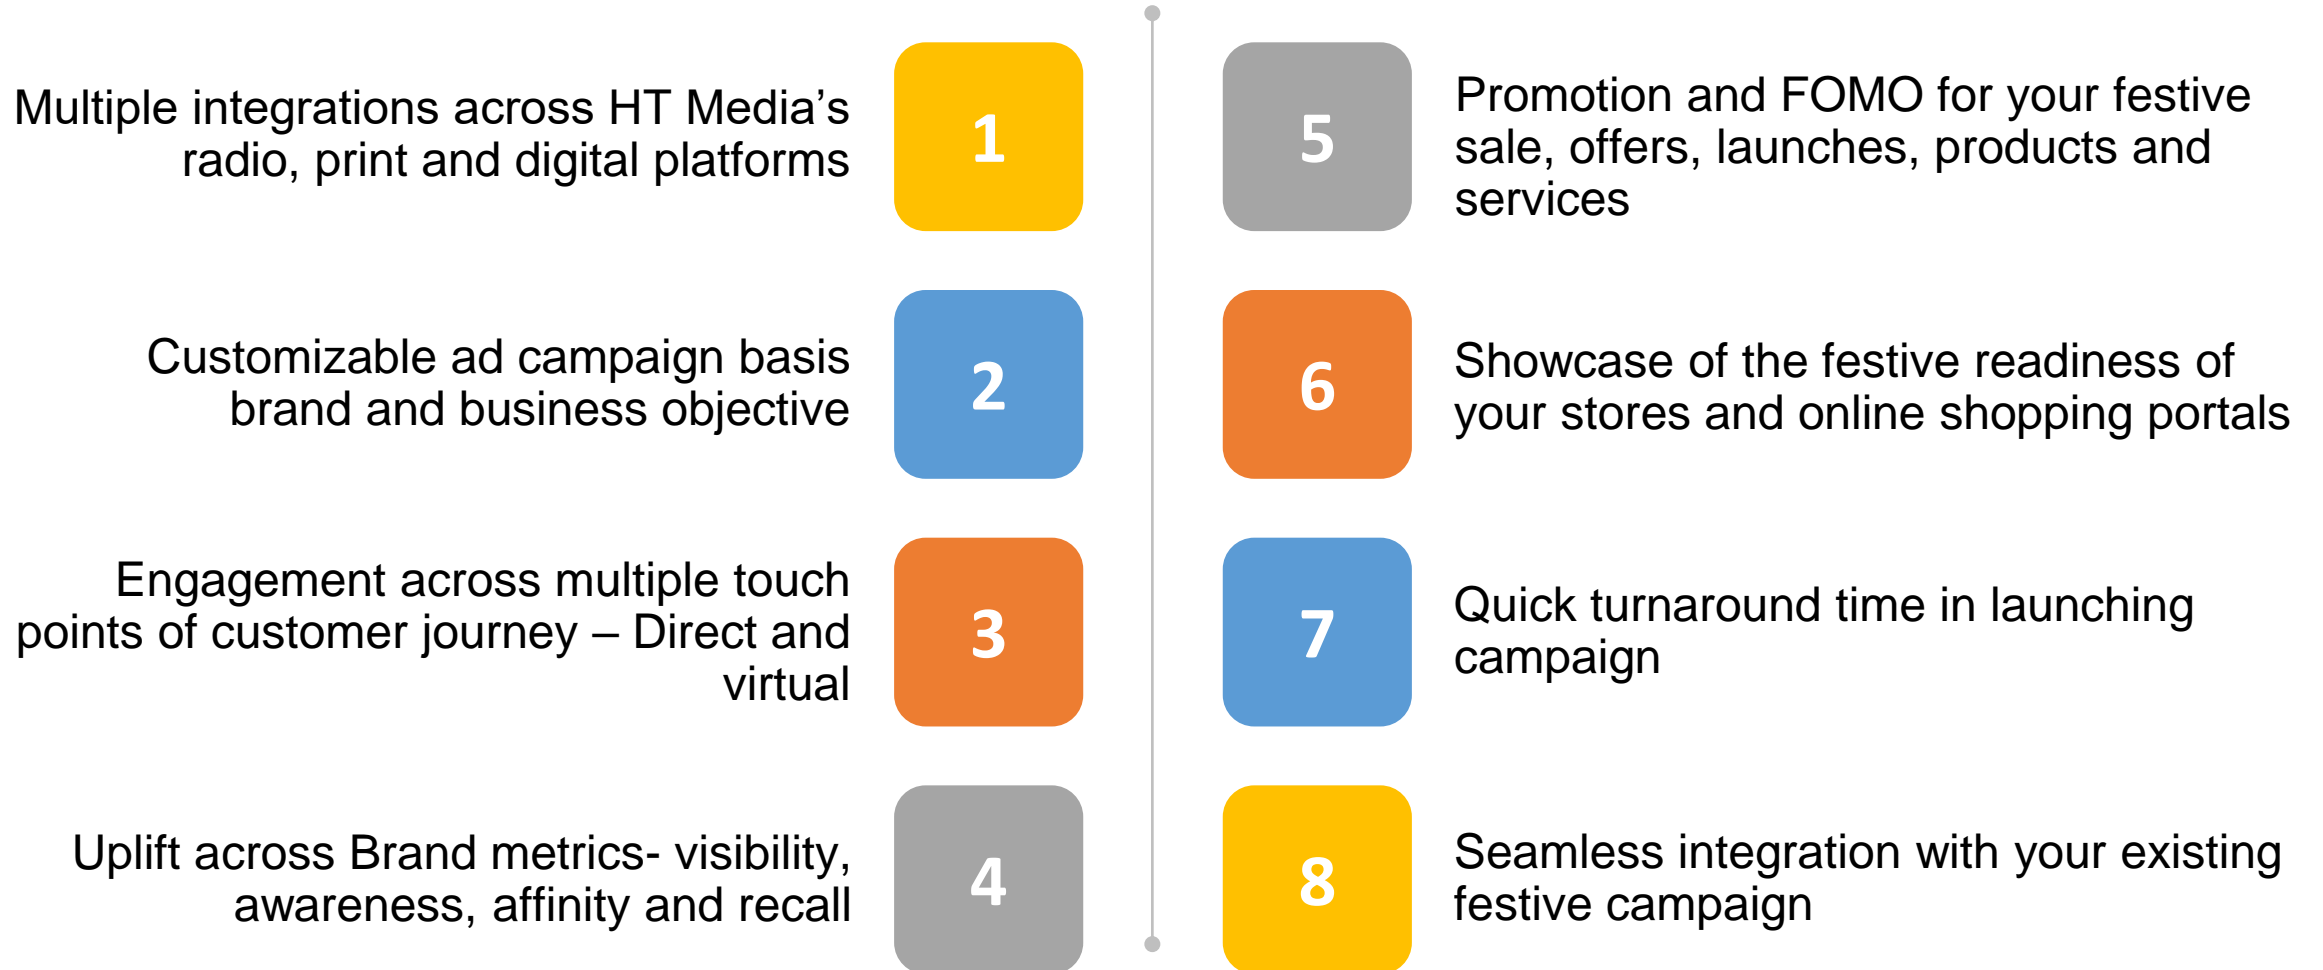 Multiple integrations across HT Media’s
radio, print and digital platforms
1
Customizable ad campaign basis
brand and business objective
2
Engagement across multiple touch
points of customer journey – Direct and
virtual
3
Uplift across Brand metrics- visibility,
awareness, affinity and recall
4
5
Promotion and FOMO for your festive
sale, offers, launches, products and
services
6
Showcase of the festive readiness of
your stores and online shopping portals
7
Quick turnaround time in launching
campaign
8
Seamless integration with your existing
festive campaign